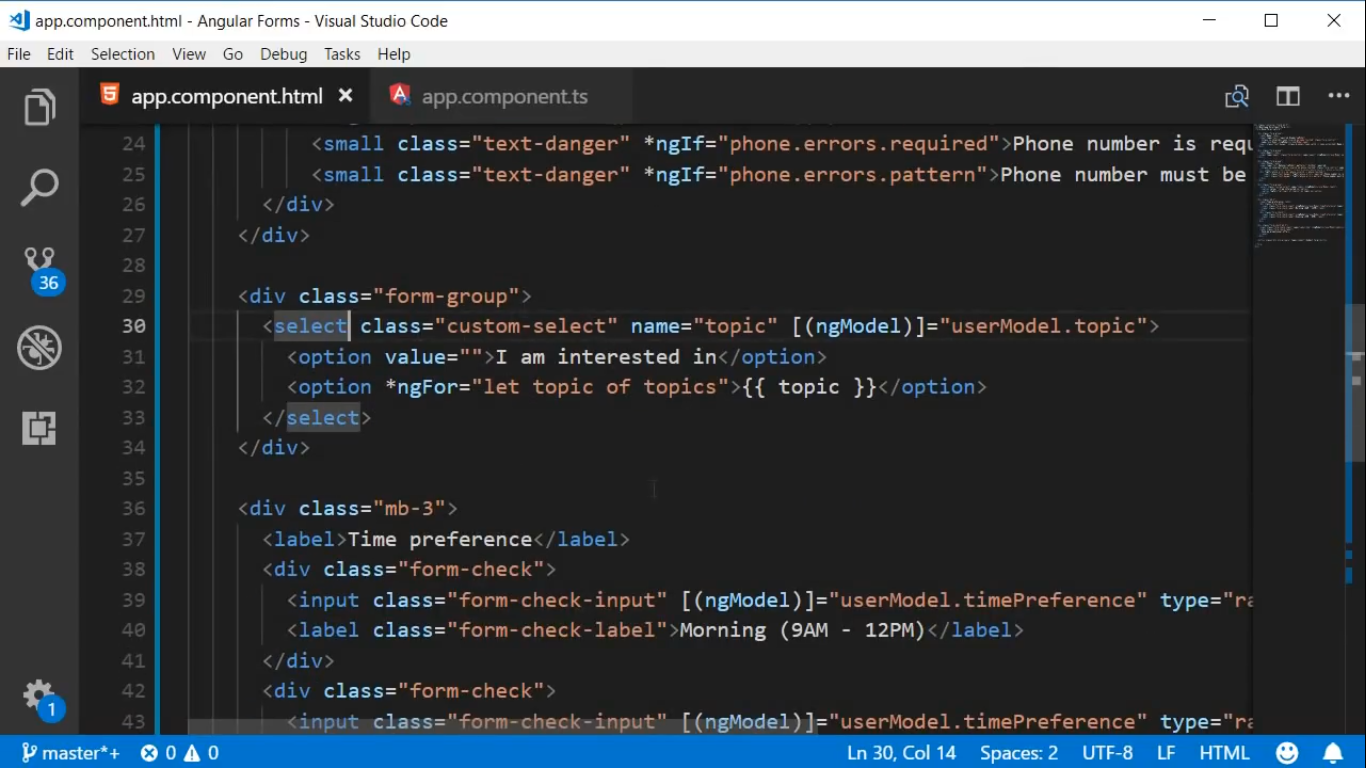 app.component.html - Angular Forms - Visual Studio Code
File Edit Selection View Go Debug Tasks Help
app.component.html app.component.ts
24 <small class="text-danger" *ngIf="phone.errors.required">Phone number is requ
25 <small class="text-danger" *ngIf="phone.errors.pattern">Phone number must be
26 </div>
27 </div>
28
29 <div class="form-group">
30 <select class="custom-select" name="topic" [(ngModel)]="userModel.topic">
31 <option value="">I am interested in</option>
32 <option *ngFor="let topic of topics">{{ topic }}</option>
33 </select>
34 </div>
35
36 <div class="mb-3">
37 <label>Time preference</label>
38 <div class="form-check">
39 <input class="form-check-input" [(ngModel)]="userModel.timePreference" type="ra
40 <label class="form-check-label">Morning (9AM - 12PM)</label>
41 </div>
42 <div class="form-check">
43 <input class="form-check-input" [(ngModel)]="userModel.timePreference" type="ra
36
1
master*+ 0 0 Ln 30, Col 14 Spaces: 2 UTF-8 LF HTML